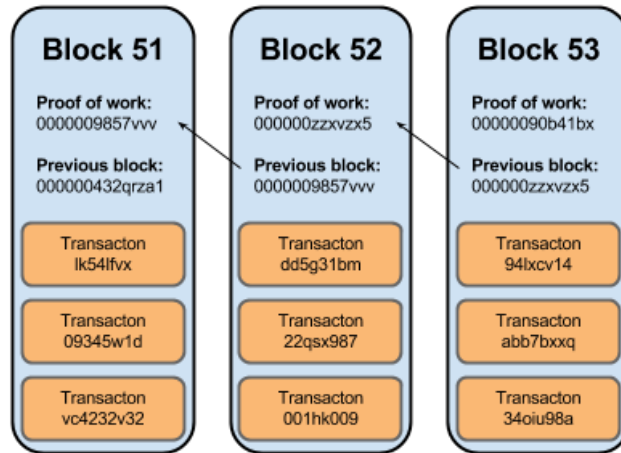 Block 51
Proof of work:
0000009857vvv
Previous block:
000000432qrza1
Transacton
lk54lfvx
Transacton
09345w1d
Transacton
vc4232v32
Block 52
Proof of work:
000000zzxvzx5
Previous block:
0000009857vvv
Transacton
dd5g31bm
Transacton
22qsx987
Transacton
001hk009
Block 53
Proof of work:
00000090b41bx
Previous block:
000000zzxvzx5
Transacton
94lxcv14
Transacton
abb7bxxq
Transacton
34oiu98a